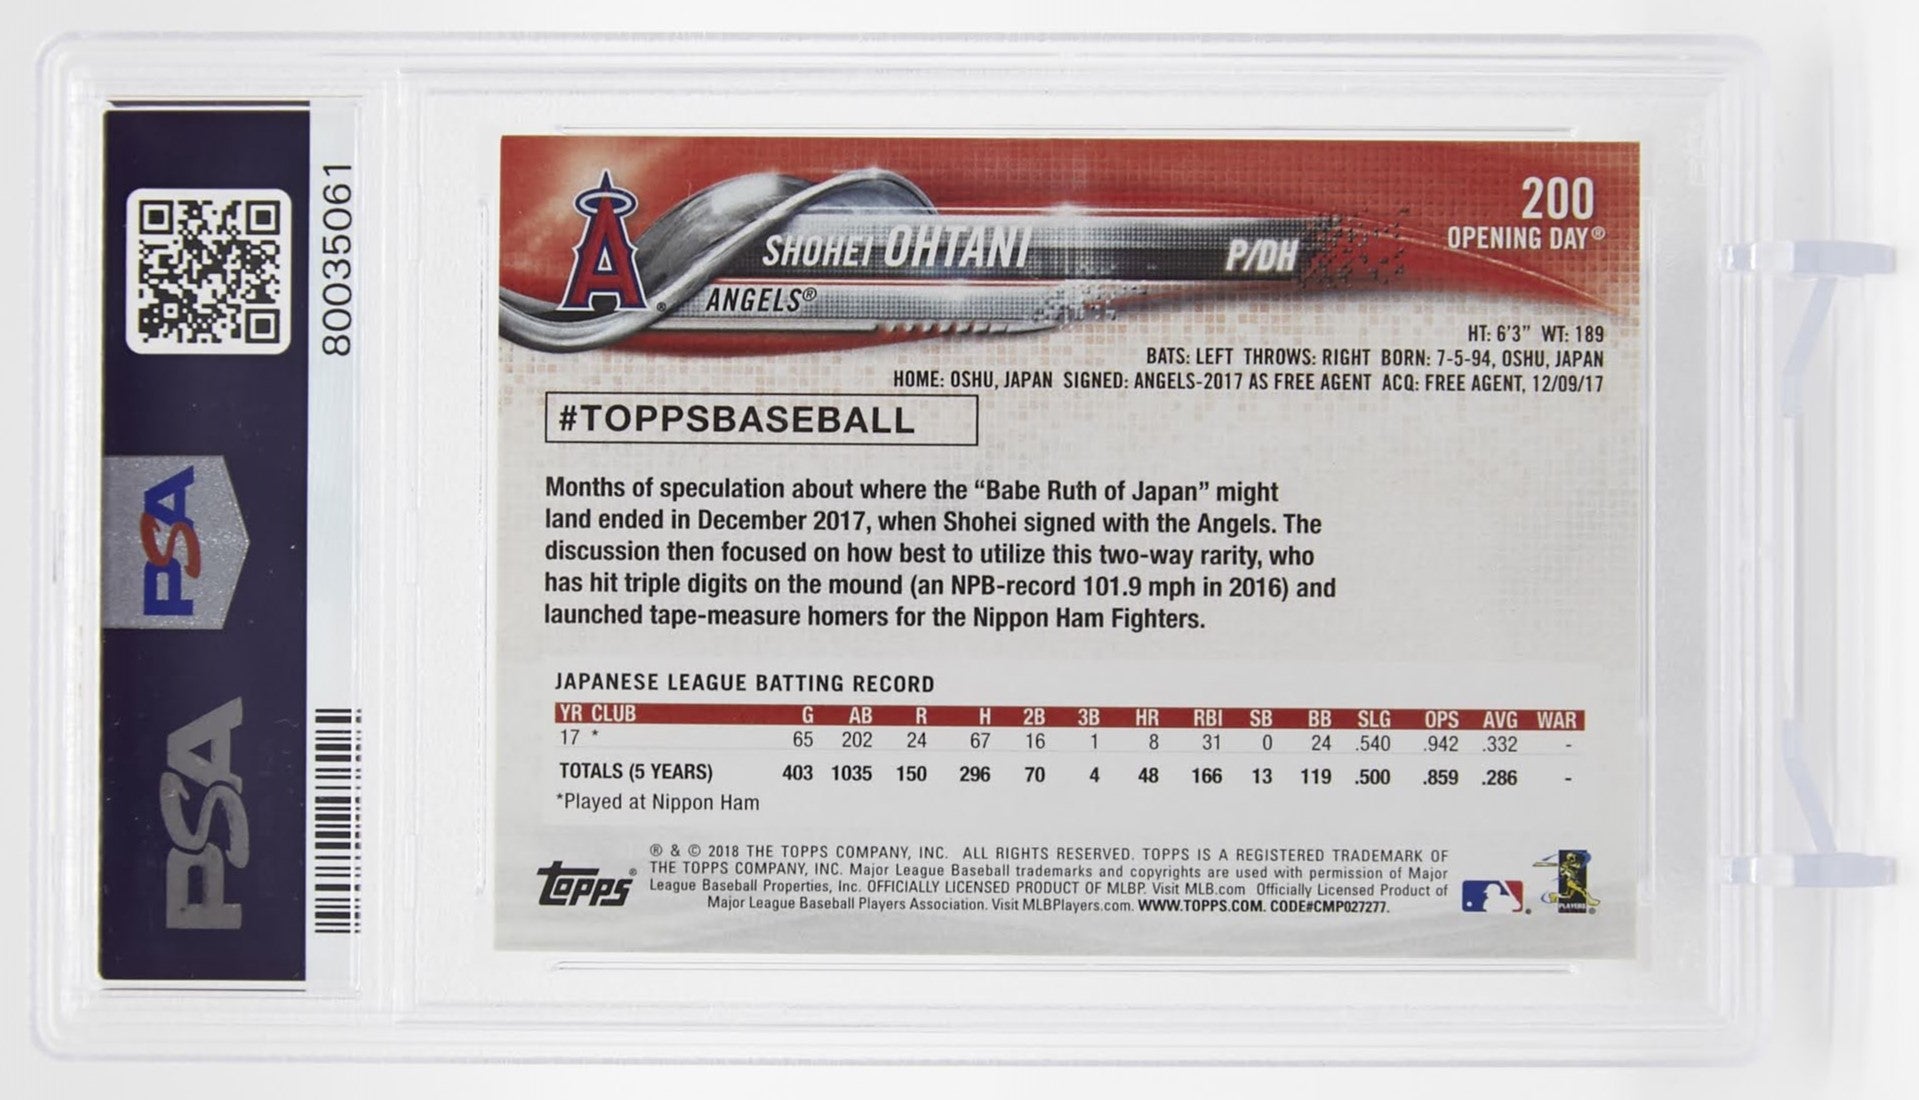 80035061
PSA
PSA
200
OPENING DAY®
SHOHEI OHTANI P/DH
ANGELS®
HT: 6'3" WT: 189
BATS: LEFT THROWS: RIGHT BORN: 7-5-94, OSHU, JAPAN
HOME: OSHU, JAPAN SIGNED: ANGELS-2017 AS FREE AGENT ACQ: FREE AGENT, 12/09/17
#TOPPSBASEBALL
Months of speculation about where the “Babe Ruth of Japan” might
land ended in December 2017, when Shohei signed with the Angels. The
discussion then focused on how best to utilize this two-way rarity, who
has hit triple digits on the mound (an NPB-record 101.9 mph in 2016) and
launched tape-measure homers for the Nippon Ham Fighters.
JAPANESE LEAGUE BATTING RECORD
YR CLUB G AB R H 2B 3B HR RBI SB BB SLG OPS AVG WAR
17 * 65 202 24 67 16 1 8 31 0 24 .540 .942 .332 -
TOTALS (5 YEARS) 403 1035 150 296 70 4 48 166 13 119 .500 .859 .286 -
*Played at Nippon Ham
® & © 2018 THE TOPPS COMPANY, INC. ALL RIGHTS RESERVED. TOPPS IS A REGISTERED TRADEMARK OF
THE TOPPS COMPANY, INC. Major League Baseball trademarks and copyrights are used with permission of Major
League Baseball Properties, Inc. OFFICIALLY LICENSED PRODUCT OF MLBP. Visit MLB.com Officially Licensed Product of
Major League Baseball Players Association. Visit MLBPlayers.com. WWW.TOPPS.COM. CODE#CMP027277.
topps®
PLAYERS